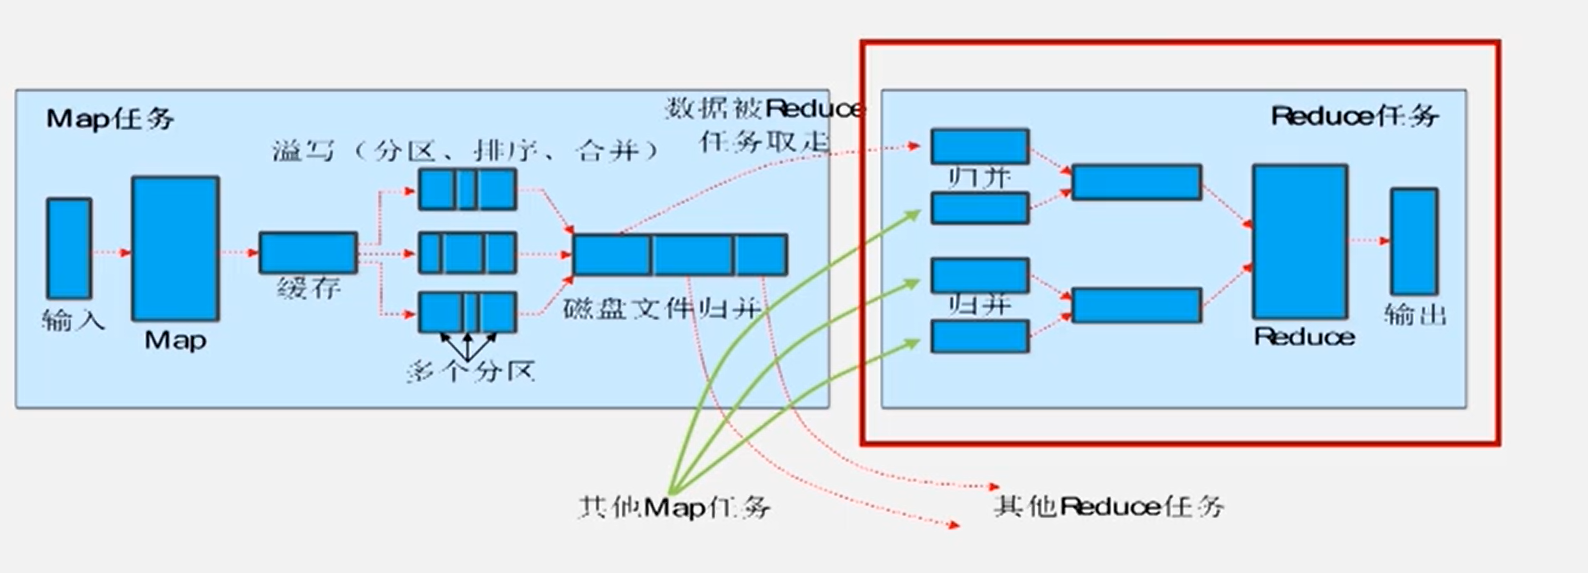 Map任务
数据被Reduce
任务取走
Reduce任务
溢写（分区、排序、合并）
归并
缓存
输入
Map
磁盘文件归并
多个分区
归并
Reduce
输出
其他Map任务
其他Reduce任务